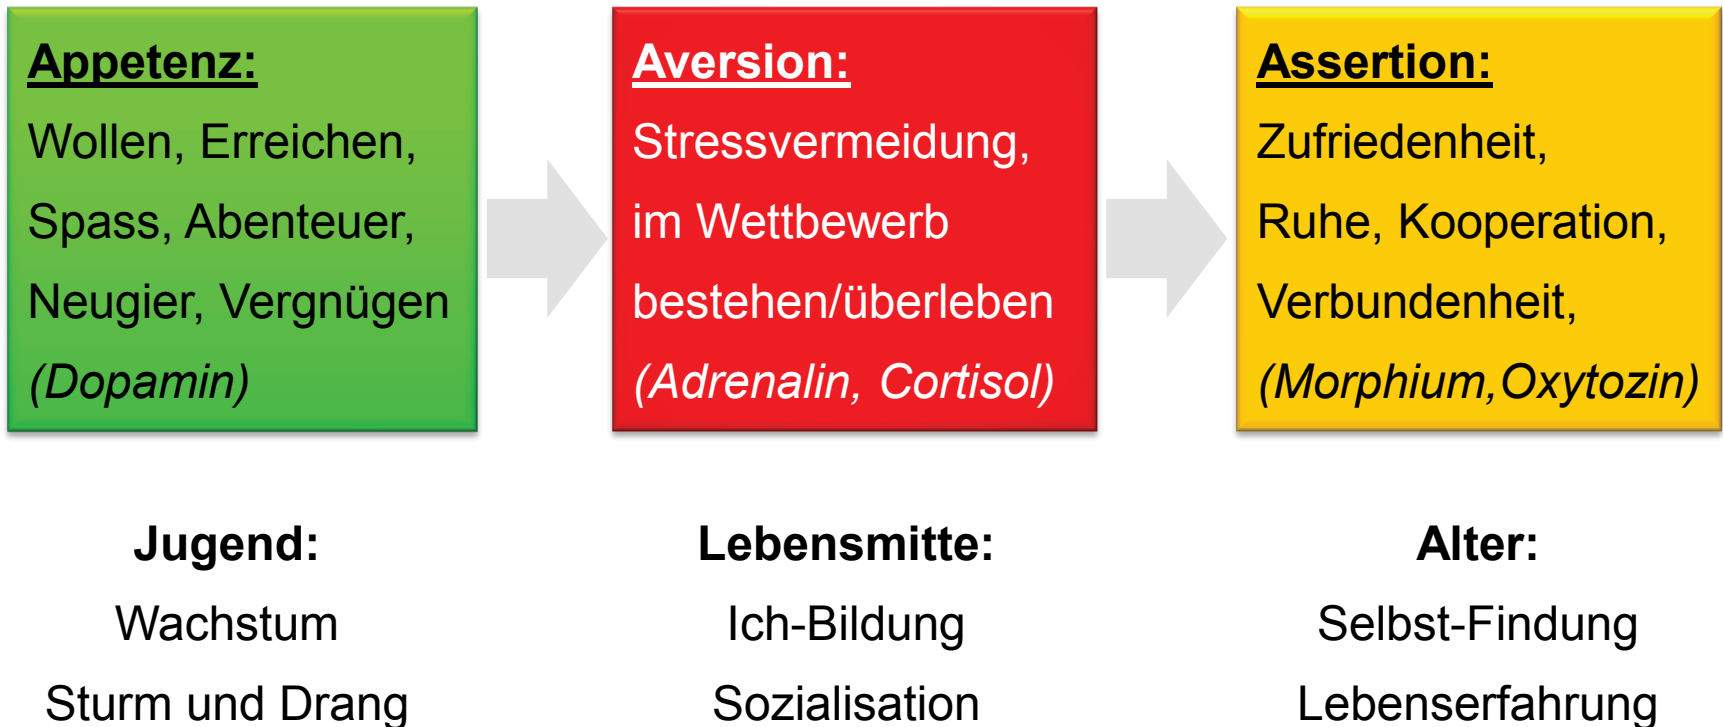 Appetenz:
Wollen, Erreichen,
Spass, Abenteuer,
Neugier, Vergnügen
(Dopamin)
Aversion:
Stressvermeidung,
im Wettbewerb
bestehen/überleben
(Adrenalin, Cortisol)
Assertion:
Zufriedenheit,
Ruhe, Kooperation,
Verbundenheit,
(Morphium,Oxytozin)
Jugend:
Wachstum
Sturm und Drang
Lebensmitte:
Ich-Bildung
Sozialisation
Alter:
Selbst-Findung
Lebenserfahrung